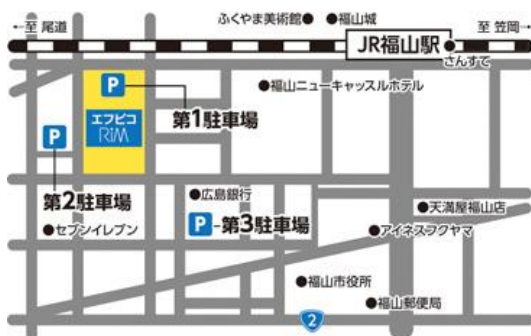 ←至 尾道
ふくやま美術館● ●福山城
至 笠岡→
JR福山駅
さんすて
P
●福山ニューキャッスルホテル
エフピコ
RiM
第1駐車場
P
第2駐車場
●広島銀行
P -第3駐車場
●天満屋福山店
●セブンイレブン
●アイネスフクヤマ
●福山市役所
●福山郵便局
2